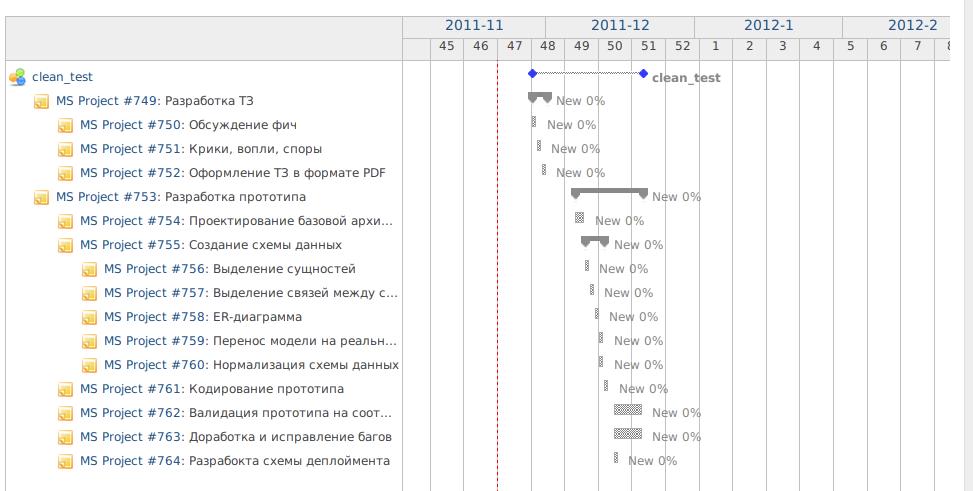 2011-11 2011-12 2012-1 2012-2
45 46 47 48 49 50 51 52 1 2 3 4 5 6 7 8
clean_test clean_test
MS Project #749: Разработка ТЗ New 0%
MS Project #750: Обсуждение фич New 0%
MS Project #751: Крики, вопли, споры New 0%
MS Project #752: Оформление ТЗ в формате PDF New 0%
MS Project #753: Разработка прототипа New 0%
MS Project #754: Проектирование базовой архи... New 0%
MS Project #755: Создание схемы данных New 0%
MS Project #756: Выделение сущностей New 0%
MS Project #757: Выделение связей между с... New 0%
MS Project #758: ER-диаграмма New 0%
MS Project #759: Перенос модели на реальн... New 0%
MS Project #760: Нормализация схемы данных New 0%
MS Project #761: Кодирование прототипа New 0%
MS Project #762: Валидация прототипа на соот... New 0%
MS Project #763: Доработка и исправление багов New 0%
MS Project #764: Разрабокта схемы деплоймента New 0%